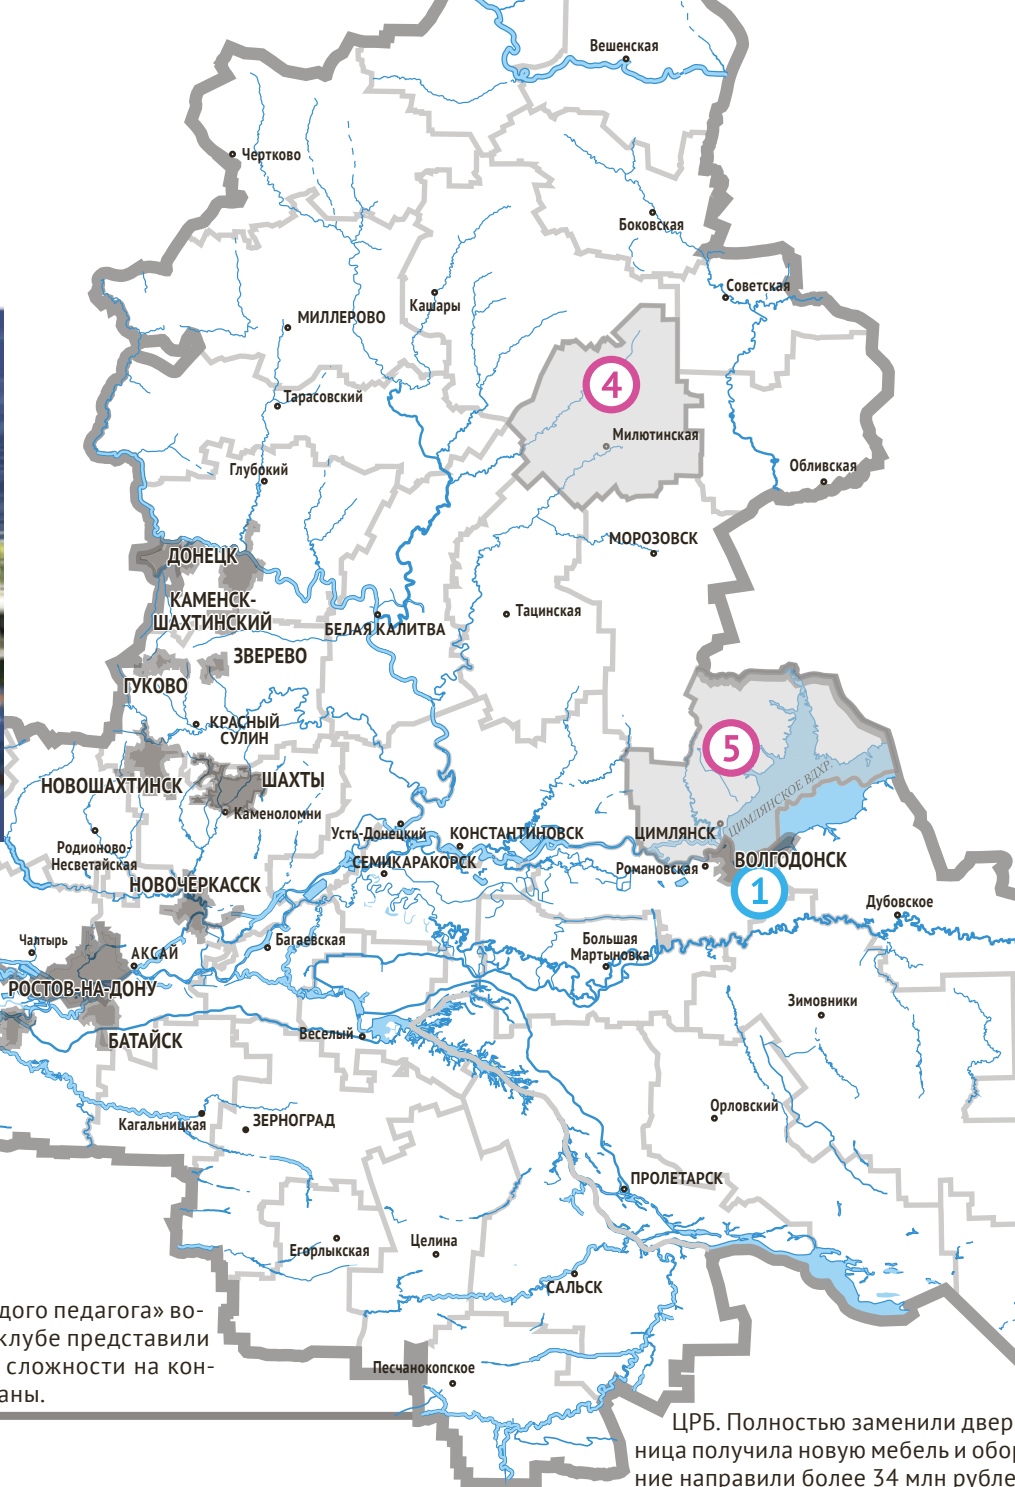 Вешенская
Чертково
Боковская
Советская
Кашары
МИЛЛЕРОВО
4
Тарасовский
Милютинская
Глубокий
Обливская
МОРОЗОВСК
ДОНЕЦК
КАМЕНСК-
ШАХТИНСКИЙ
Тацинская
БЕЛАЯ КАЛИТВА
ЗВЕРЕВО
ГУКОВО
КРАСНЫЙ
СУЛИН
5
НОВОШАХТИНСК
ШАХТЫ
ЦИМЛЯНСКОЕ ВДХР.
Каменоломни
Усть-Донецкий
КОНСТАНТИНОВСК
ЦИМЛЯНСК
Родионово-
Несветайская
СЕМИКАРАКОРСК
Романовская
ВОЛГОДОНСК
НОВОЧЕРКАССК
1
Дубовское
Чалтырь
АКСАЙ
Багаевская
Большая
Мартыновка
РОСТОВ-НА-ДОНУ
Зимовники
БАТАЙСК
Веселый
Орловский
Кагальницкая
ЗЕРНОГРАД
ПРОЛЕТАРСК
Егорлыкская
Целина
САЛЬСК
дого педагога» во-
клубе представили
сложности на кон-
аны.
Песчанокопское
ЦРБ. Полностью заменили двер
ница получила новую мебель и обор
ние направили более 34 млн рубле